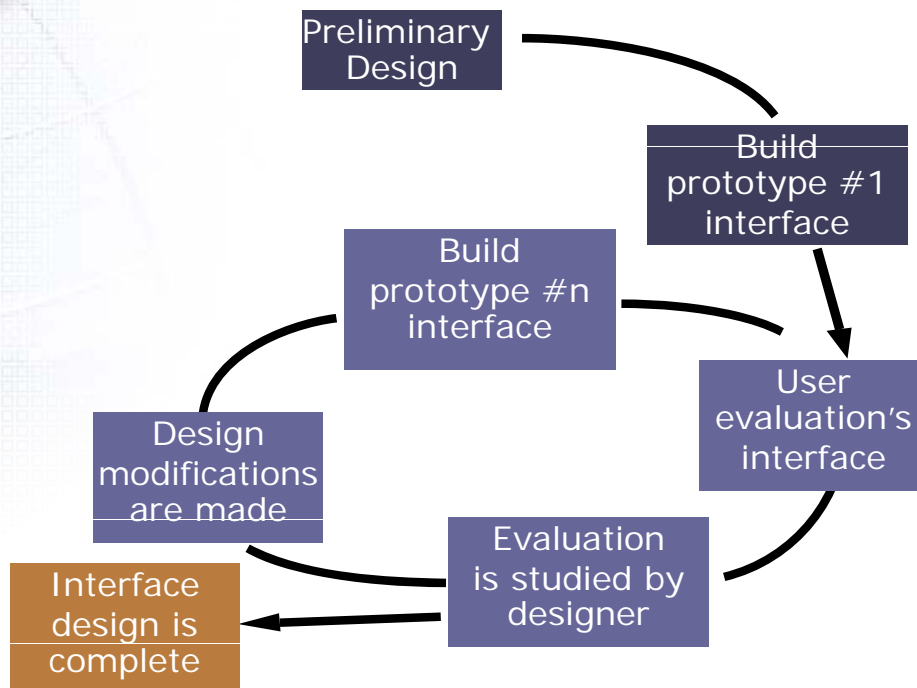 Preliminary
Design
Build
prototype #1
interface
Build
prototype #n
interface
User
evaluation's
interface
Design
modifications
are made
Evaluation
is studied by
designer
Interface
design is
complete